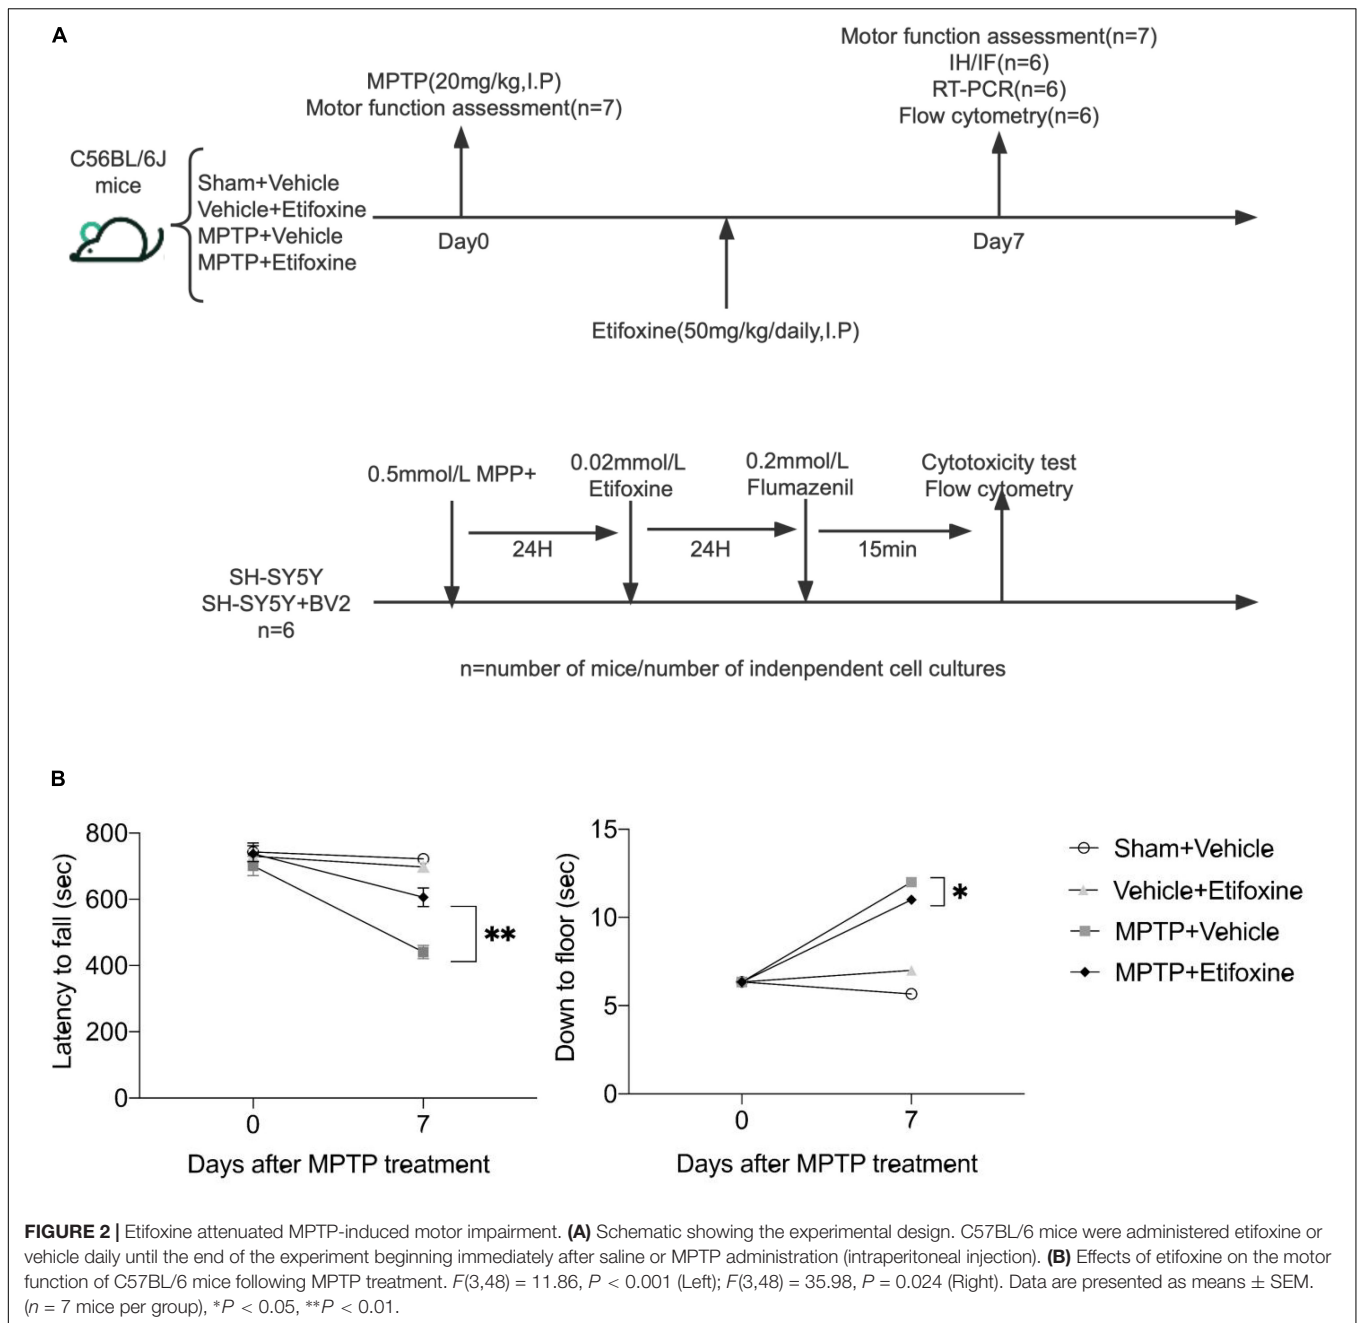 A
MPTP(20mg/kg,I.P)
Motor function assessment(n=7)
Motor function assessment(n=7)
IH/IF(n=6)
RT-PCR(n=6)
Flow cytometry(n=6)
C56BL/6J
mice
Sham+Vehicle
Vehicle+Etifoxine
MPTP+Vehicle
MPTP+Etifoxine
Day0
Day7
Etifoxine(50mg/kg/daily,I.P)
0.5mmol/L MPP+
0.02mmol/L
Etifoxine
0.2mmol/L
Flumazenil
Cytotoxicity test
Flow cytometry
24H
24H
15min
SH-SY5Y
SH-SY5Y+BV2
n=6
n=number of mice/number of indenpendent cell cultures
B
Latency to fall (sec)
800
600
400
200
0
**
0
7
Days after MPTP treatment
Down to floor (sec)
15
10
5
0
*
0
7
Days after MPTP treatment
Sham+Vehicle
Vehicle+Etifoxine
MPTP+Vehicle
MPTP+Etifoxine
FIGURE 2 | Etifoxine attenuated MPTP-induced motor impairment. (A) Schematic showing the experimental design. C57BL/6 mice were administered etifoxine or
vehicle daily until the end of the experiment beginning immediately after saline or MPTP administration (intraperitoneal injection). (B) Effects of etifoxine on the motor
function of C57BL/6 mice following MPTP treatment. F(3,48) = 11.86, P < 0.001 (Left); F(3,48) = 35.98, P = 0.024 (Right). Data are presented as means ± SEM.
(n = 7 mice per group), *P < 0.05, **P < 0.01.